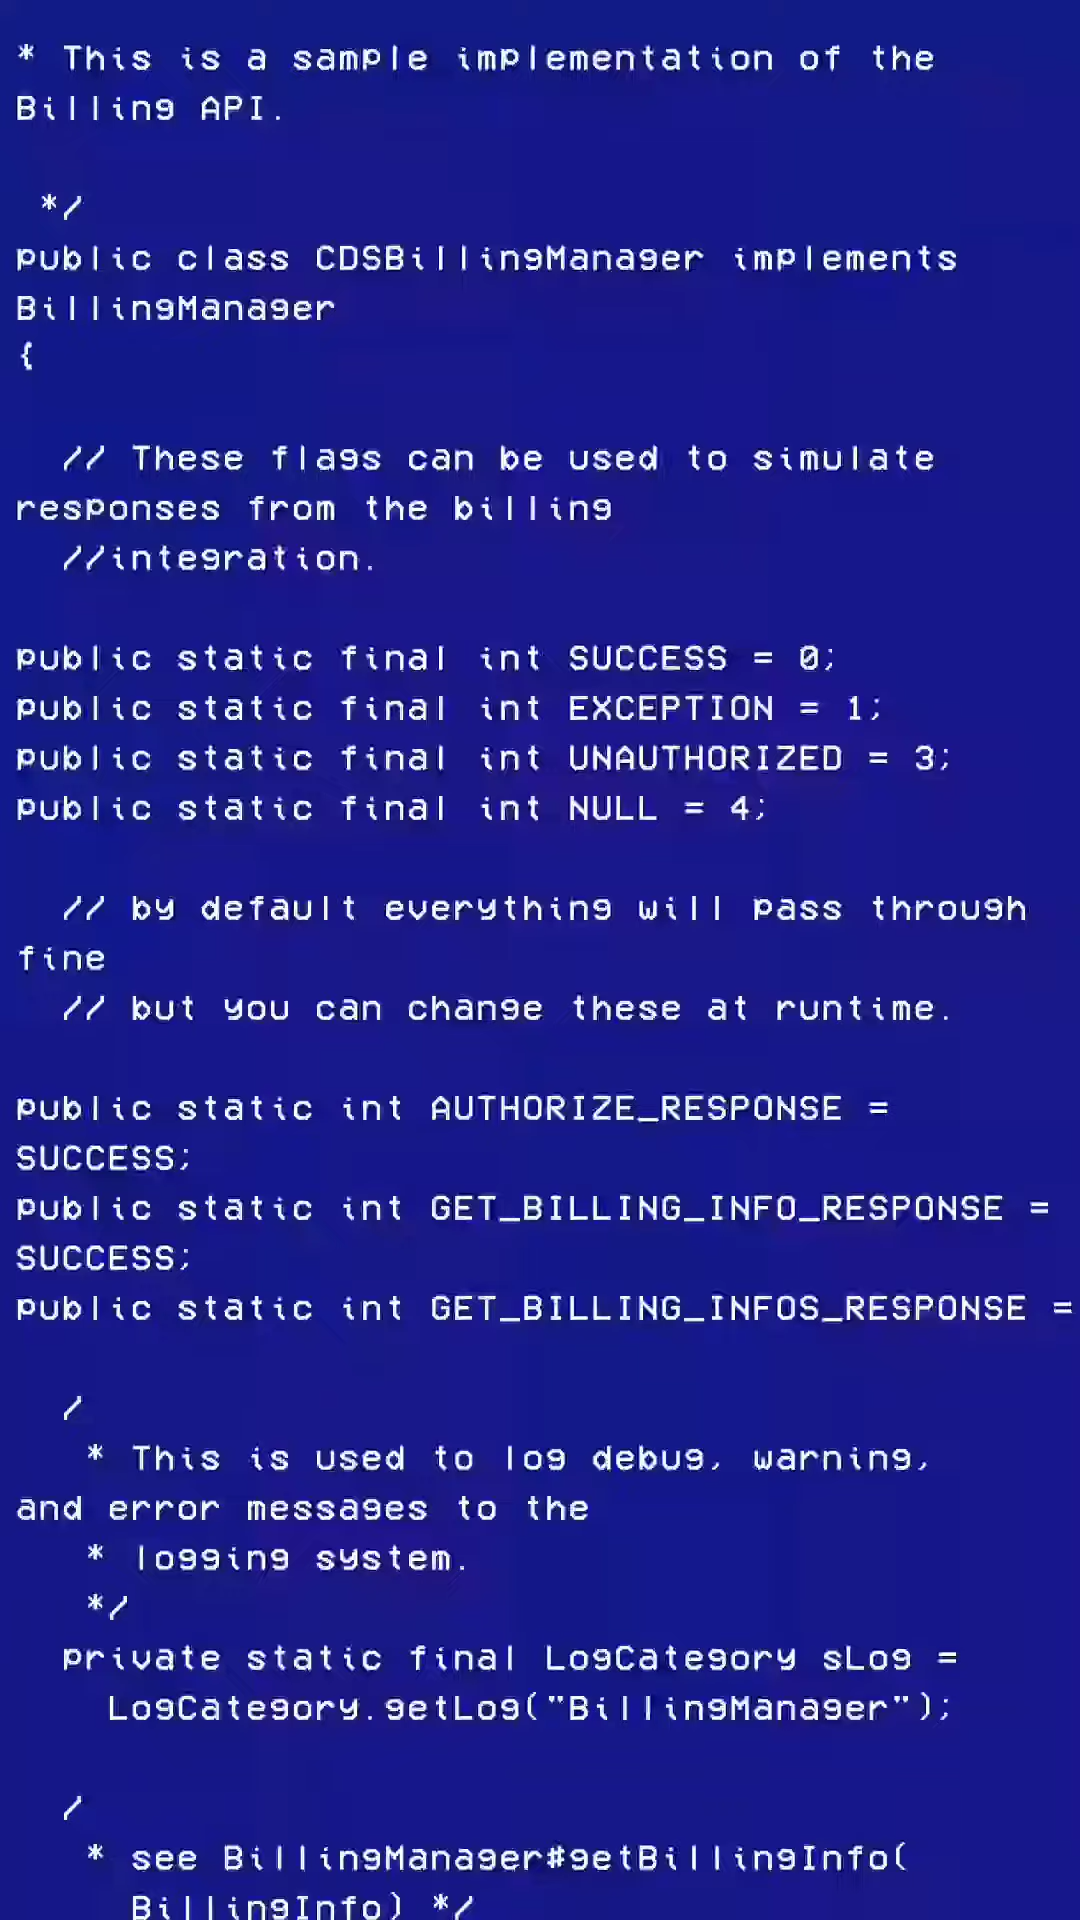 * This is a sample implementation of the
Billing API.
*/
public class CDSBillingManager implements
BillingManager
{
// These flags can be used to simulate
responses from the billing
//integration.
public static final int SUCCESS = 0;
public static final int EXCEPTION = 1;
public static final int UNAUTHORIZED = 3;
public static final int NULL = 4;
// by default everything will pass through
fine
// but you can change these at runtime.
public static int AUTHORIZE_RESPONSE =
SUCCESS;
public static int GET_BILLING_INFO_RESPONSE =
SUCCESS;
public static int GET_BILLING_INFOS_RESPONSE =
/
* This is used to log debug, warning,
and error messages to the
* logging system.
*/
private static final LogCategory sLog =
LogCategory.getLog("BillingManager");
/
* see BillingManager#getBillingInfo(
BillingInfo) */